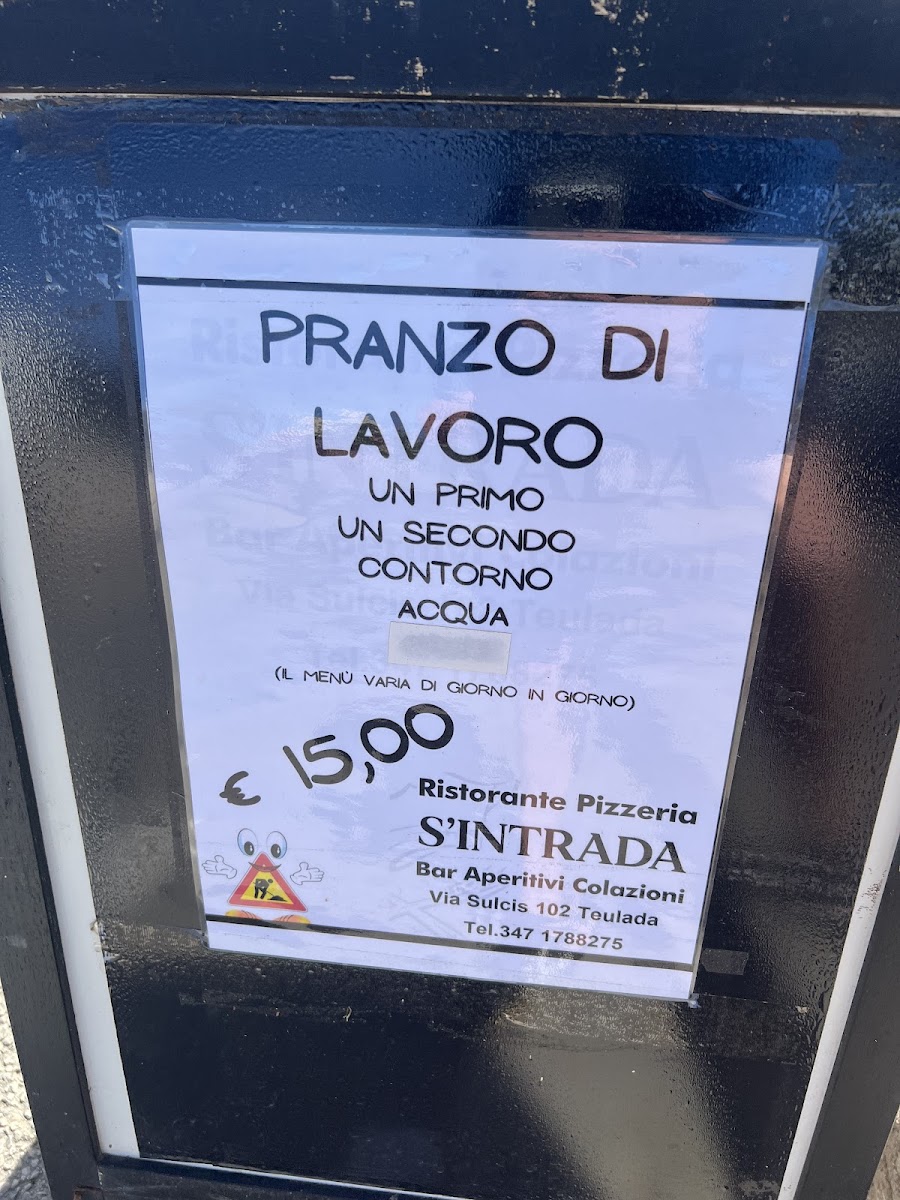 PRANZO DI
LAVORO
UN PRIMO
UN SECONDO
CONTORNO
ACQUA
(IL MENÙ VARIA DI GIORNO IN GIORNO)
€ 15,00
Ristorante Pizzeria
S'INTRADA
Bar Aperitivi Colazioni
Via Sulcis 102 Teulada
Tel.347 1788275